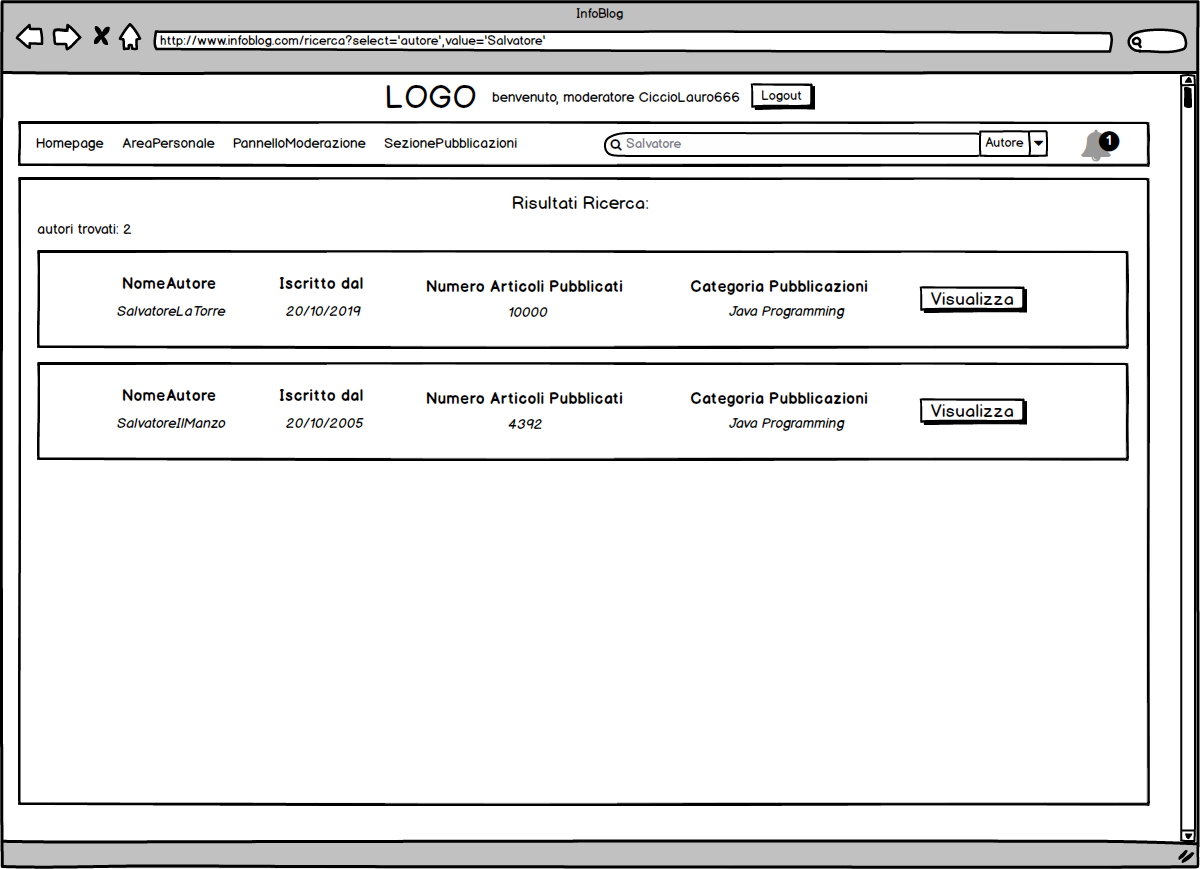 InfoBlog
http://www.infoblog.com/ricerca?select='autore',value='Salvatore'
LOGO benvenuto, moderatore CiccioLauro666 Logout
Homepage AreaPersonale PannelloModerazione SezionePubblicazioni Salvatore Autore 1
Risultati Ricerca:
autori trovati: 2
NomeAutore Iscritto dal Numero Articoli Pubblicati Categoria Pubblicazioni Visualizza
SalvatoreLaTorre 20/10/2019 10000 Java Programming
NomeAutore Iscritto dal Numero Articoli Pubblicati Categoria Pubblicazioni Visualizza
SalvatoreIlManzo 20/10/2005 4392 Java Programming